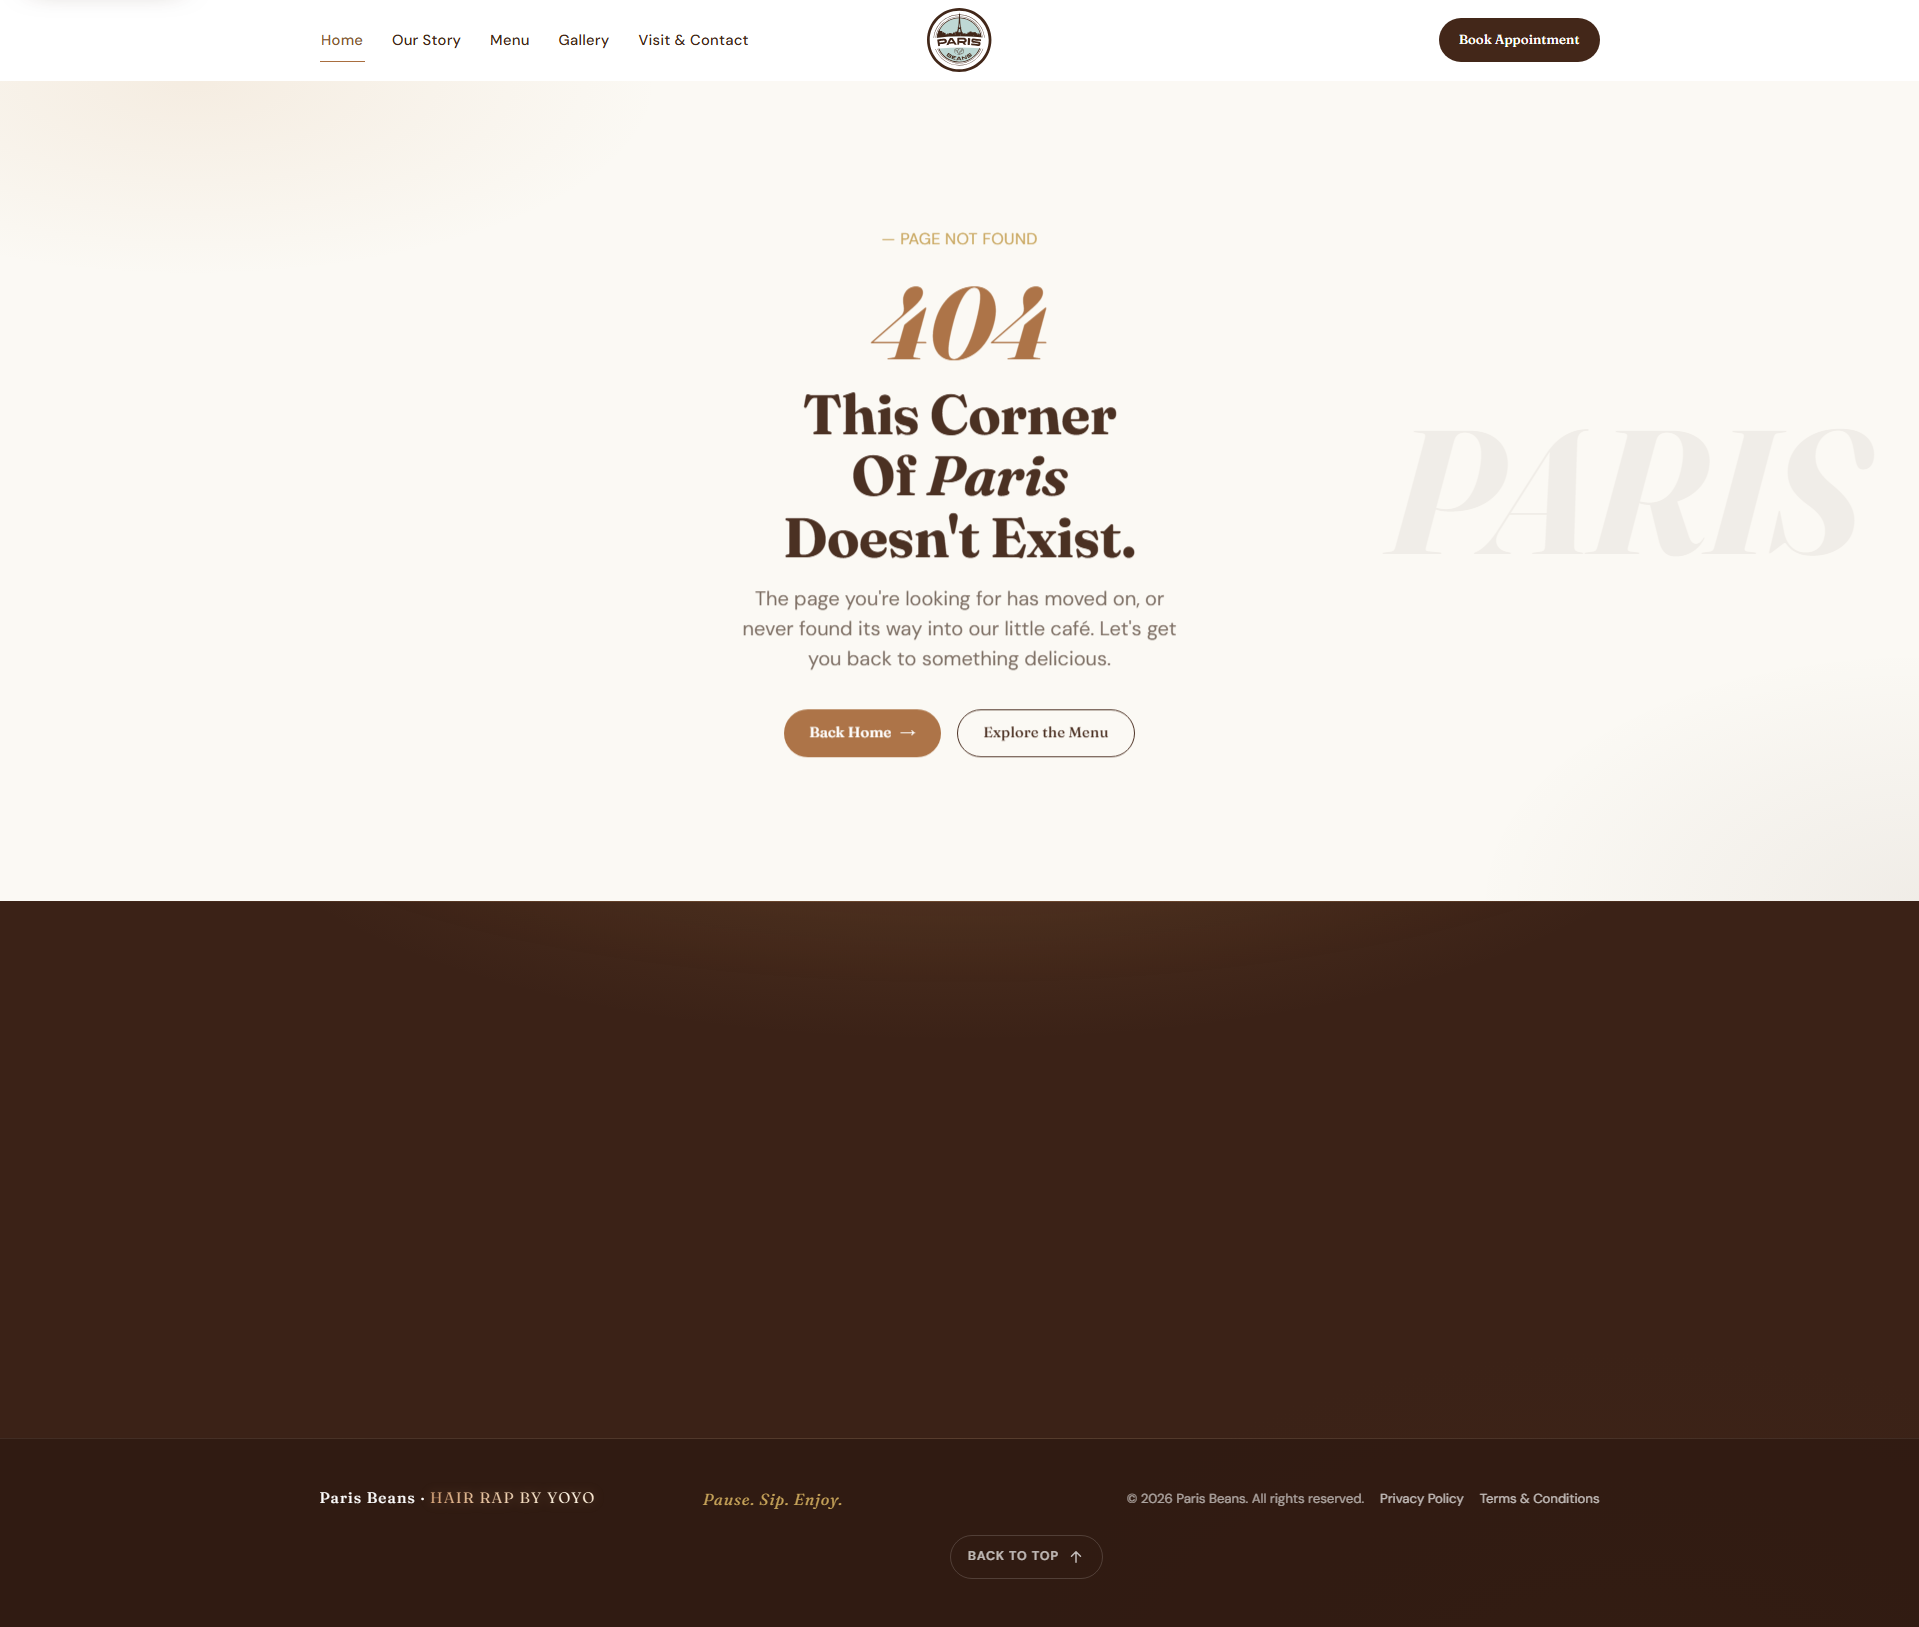 Home
Our Story
Menu
Gallery
Visit & Contact
PARIS
BEANS
Book Appointment
— PAGE NOT FOUND
404
This Corner
Of Paris
Doesn't Exist.
PARIS
The page you're looking for has moved on, or
never found its way into our little café. Let's get
you back to something delicious.
Back Home →
Explore the Menu
Paris Beans · HAIR RAP BY YOYO
Pause. Sip. Enjoy.
© 2026 Paris Beans. All rights reserved.
Privacy Policy
Terms & Conditions
BACK TO TOP ↑